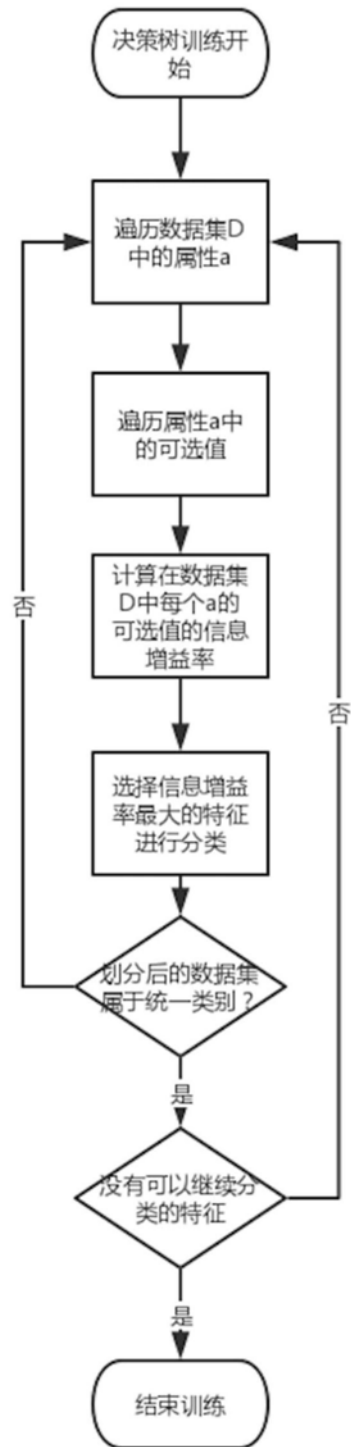 决策树训练开
始
遍历数据集D
中的属性a
遍历属性a中
的可选值
计算在数据集
D中每个a的
可选值的信息
增益率
否
选择信息增益
率最大的特征
进行分类
否
划分后的数据集
属于统一类别？
是
没有可以继续分
类的特征
是
结束训练